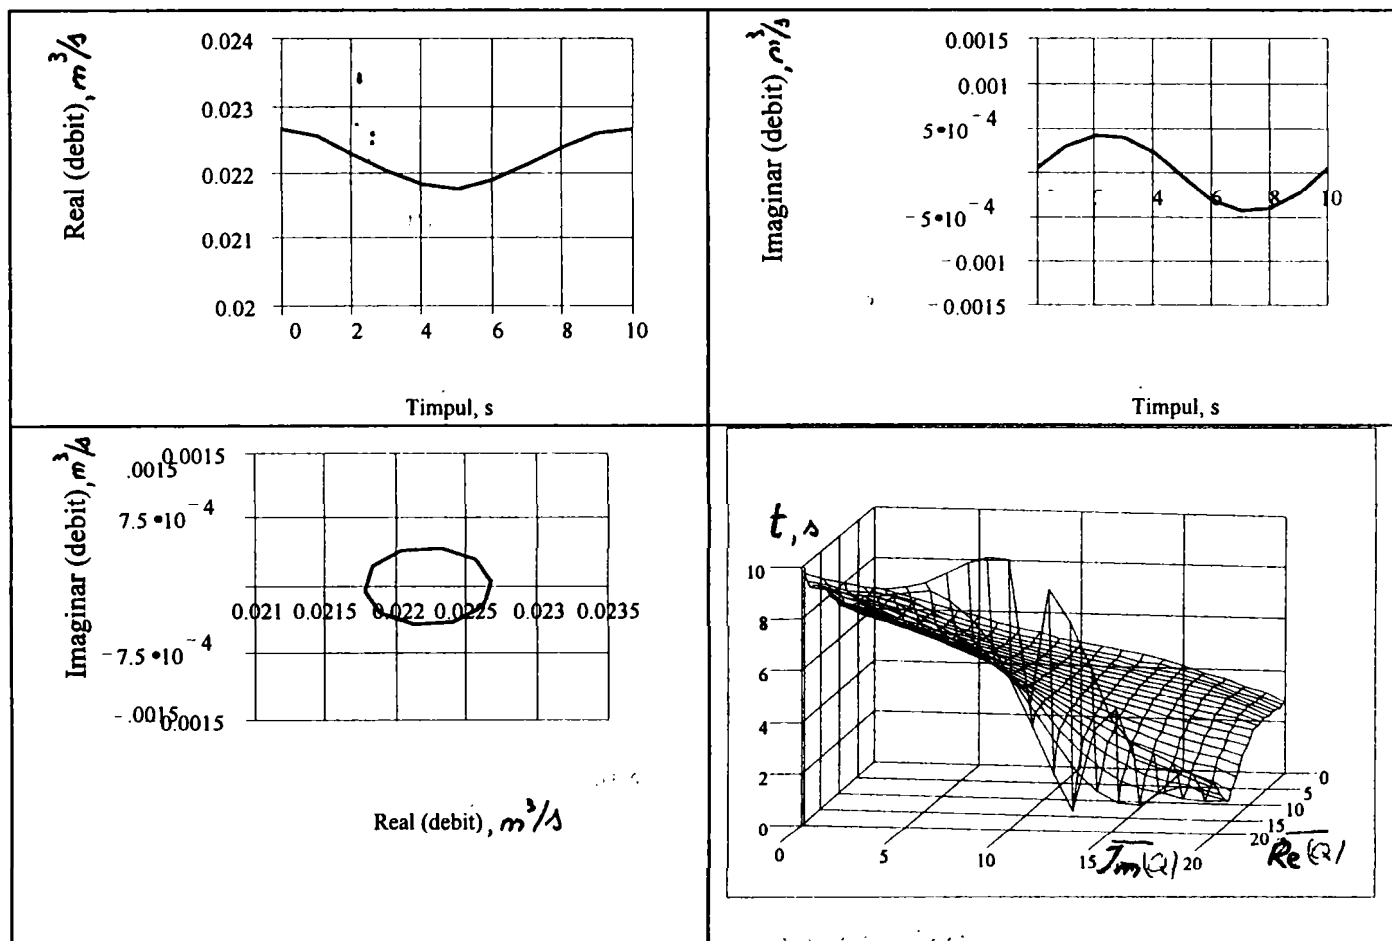 Real (debit), m³/s
0.024
0.023
0.022
0.021
0.02
0 2 4 6 8 10
Timpul, s
Imaginar (debit), m³/s
0.0015
0.001
5•10⁻⁴
−5•10⁻⁴
−0.001
−0.0015
4 6 8 10
Timpul, s
Imaginar (debit), m³/s
.0015 0.0015
7.5•10⁻⁴
0.021 0.0215 0.022 0.0225 0.023 0.0235
−7.5•10⁻⁴
−.0015 0.0015
Real (debit), m³/s
t, s
10
8
6
4
2
0
0 5 10 15 20
Im(Q)
0
5
10
15
20
Re(Q)